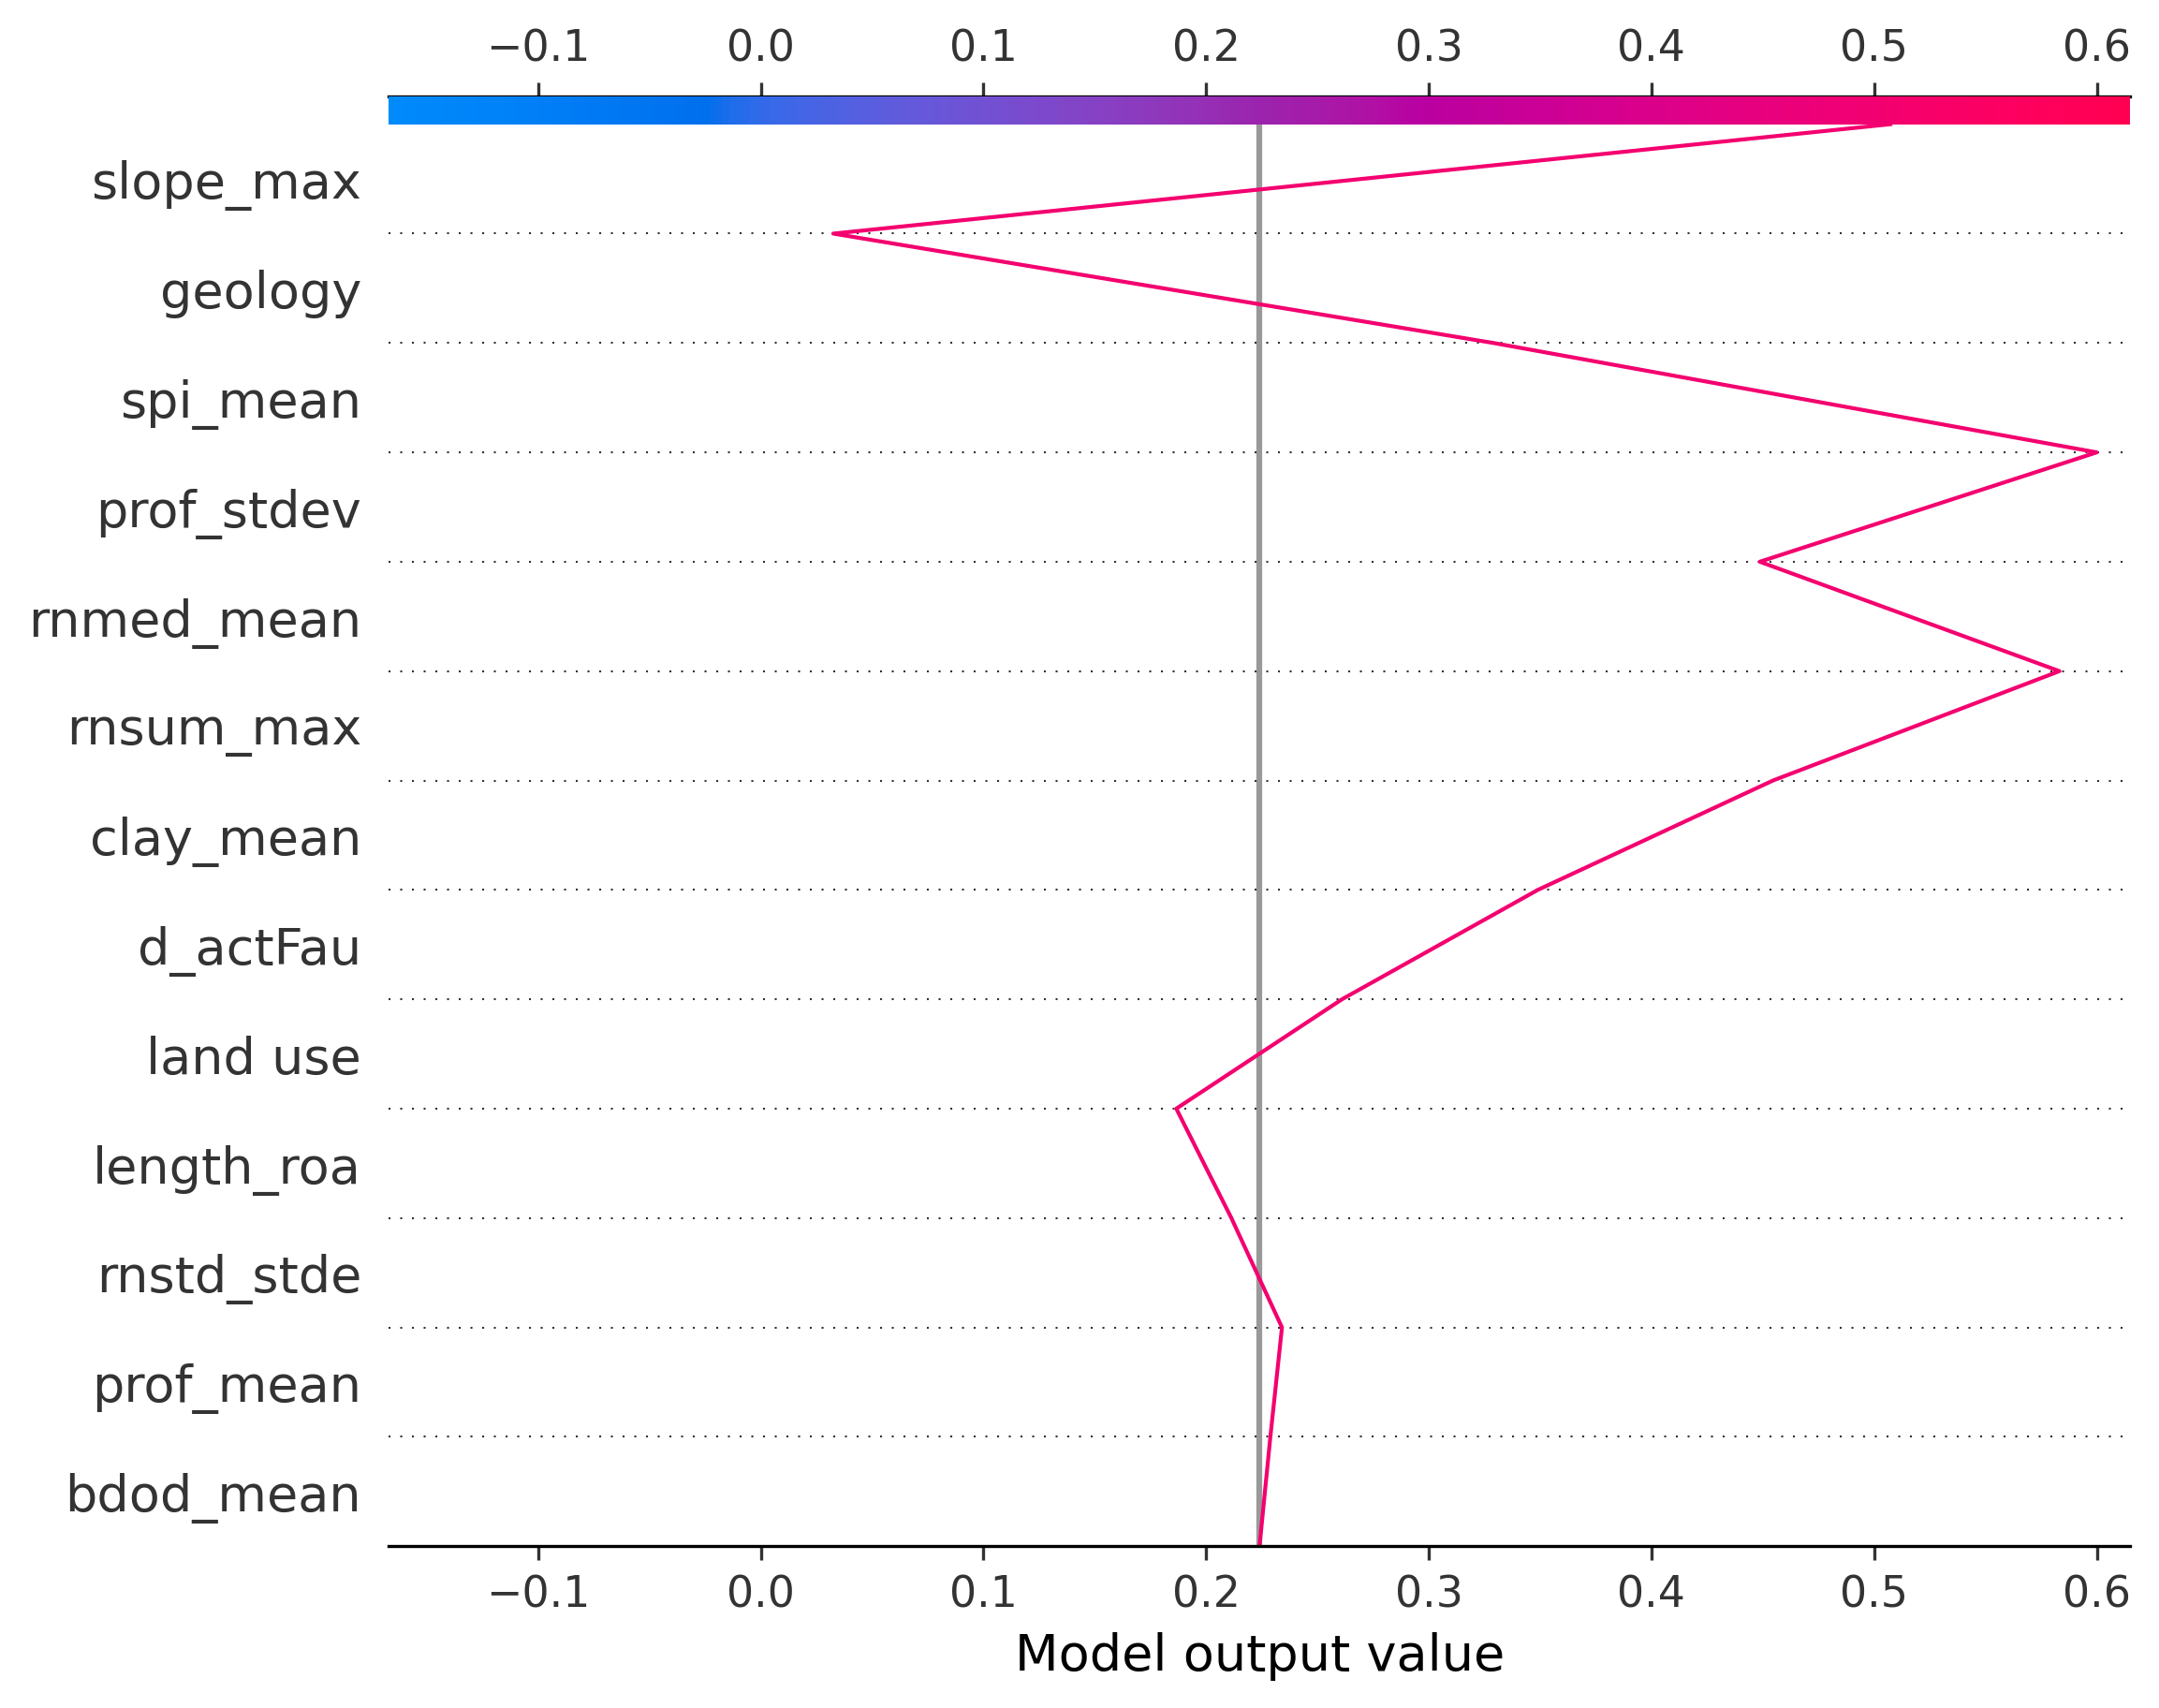 −0.1 0.0 0.1 0.2 0.3 0.4 0.5 0.6
slope_max
geology
spi_mean
prof_stdev
rnmed_mean
rnsum_max
clay_mean
d_actFau
land use
length_roa
rnstd_stde
prof_mean
bdod_mean
−0.1 0.0 0.1 0.2 0.3 0.4 0.5 0.6
Model output value